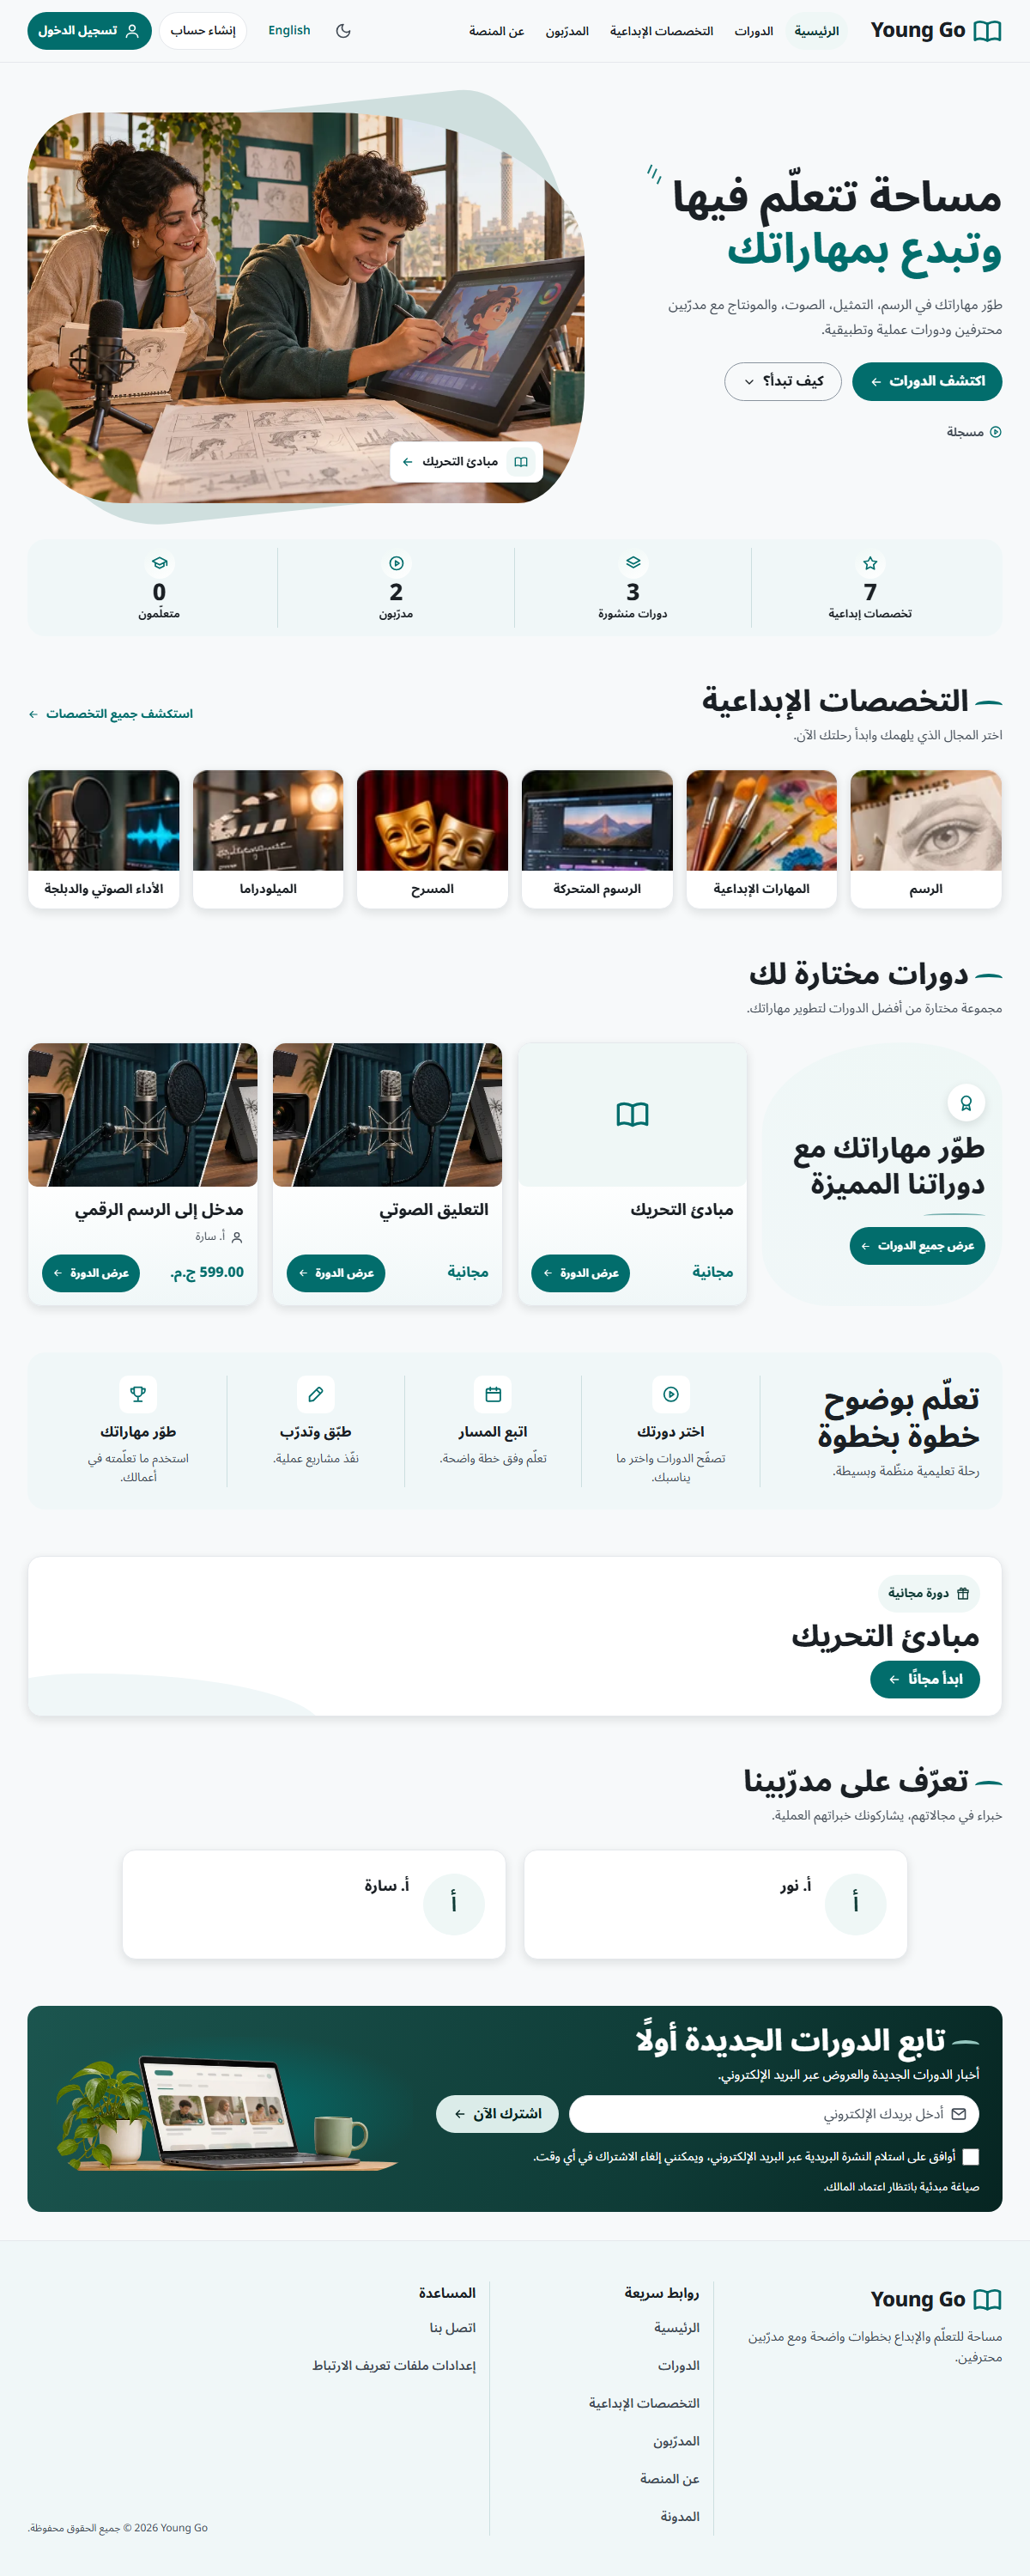 Young Go
الرئيسية
الدورات
التخصصات الإبداعية
المدرّبون
عن المنصة
English
إنشاء حساب
تسجيل الدخول
مساحة تتعلّم فيها
وتبدع بمهاراتك
طوّر مهاراتك في الرسم، التمثيل، الصوت، والمونتاج مع مدرّبين
محترفين ودورات عملية وتطبيقية.
اكتشف الدورات
كيف تبدأ؟
مسجلة
مبادئ التحريك
7
تخصصات إبداعية
3
دورات منشورة
2
مدرّبون
0
متعلّمون
التخصصات الإبداعية
اختر المجال الذي يلهمك وابدأ رحلتك الآن.
استكشف جميع التخصصات
الرسم
المهارات الإبداعية
الرسوم المتحركة
المسرح
الميلودراما
الأداء الصوتي والدبلجة
دورات مختارة لك
مجموعة مختارة من أفضل الدورات لتطوير مهاراتك.
طوّر مهاراتك مع
دوراتنا المميزة
عرض جميع الدورات
مبادئ التحريك
مجانية
عرض الدورة
التعليق الصوتي
مجانية
عرض الدورة
مدخل إلى الرسم الرقمي
أ. سارة
599.00 ج.م.
عرض الدورة
تعلّم بوضوح
خطوة بخطوة
رحلة تعليمية منظّمة وبسيطة.
اختر دورتك
تصفّح الدورات واختر ما
يناسبك.
اتبع المسار
تعلّم وفق خطة واضحة.
طبّق وتدرّب
نفّذ مشاريع عملية.
طوّر مهاراتك
استخدم ما تعلّمته في
أعمالك.
دورة مجانية
مبادئ التحريك
ابدأ مجانًا
تعرّف على مدرّبينا
خبراء في مجالاتهم، يشاركونك خبراتهم العملية.
أ
أ. نور
أ
أ. سارة
تابع الدورات الجديدة أولًا
أخبار الدورات الجديدة والعروض عبر البريد الإلكتروني.
أدخل بريدك الإلكتروني
اشترك الآن
أوافق على استلام النشرة البريدية عبر البريد الإلكتروني، ويمكنني إلغاء الاشتراك في أي وقت.
صياغة مبدئية بانتظار اعتماد المالك.
Young Go
مساحة للتعلّم والإبداع بخطوات واضحة ومع مدرّبين
محترفين.
روابط سريعة
الرئيسية
الدورات
التخصصات الإبداعية
المدرّبون
عن المنصة
المدونة
المساعدة
اتصل بنا
إعدادات ملفات تعريف الارتباط
Young Go 2026 © جميع الحقوق محفوظة.